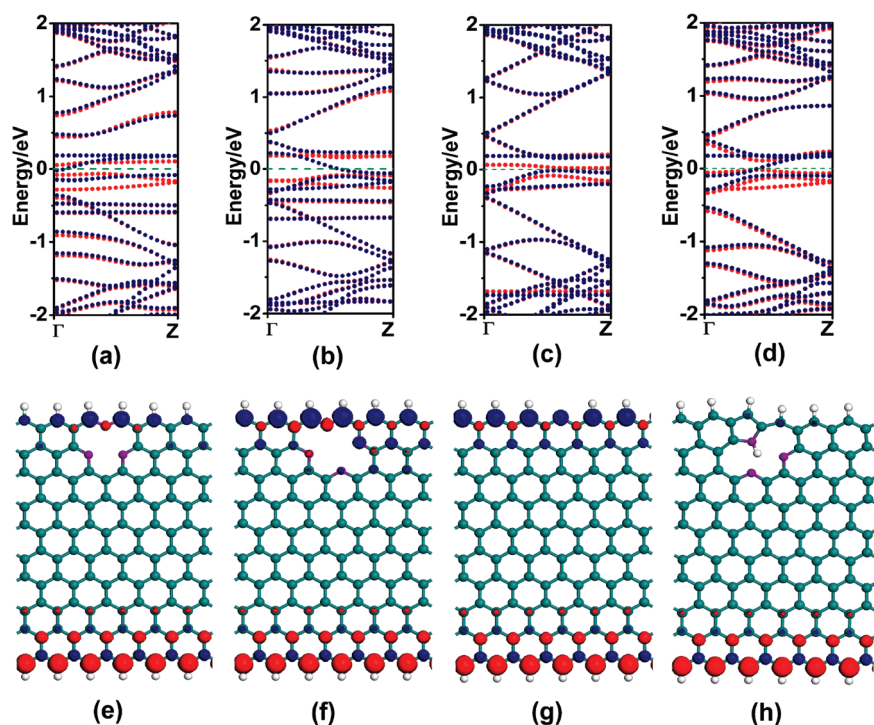 2 2 2 2
1 1 1 1
0 0 0 0
-1 -1 -1 -1
-2 -2 -2 -2
Energy/eV Energy/eV Energy/eV Energy/eV
Γ Z Γ Z Γ Z Γ Z
(a) (b) (c) (d)
(e) (f) (g) (h)